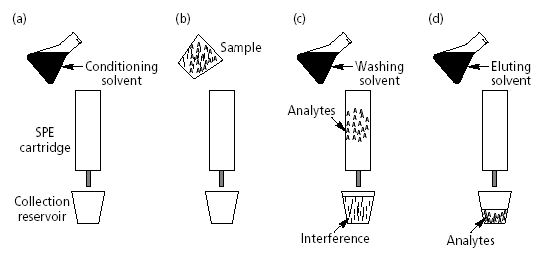 (a)
(b)
(c)
(d)
Conditioning
solvent
Sample
Washing
solvent
Eluting
solvent
Analytes
SPE
cartridge
Collection
reservoir
Interference
Analytes